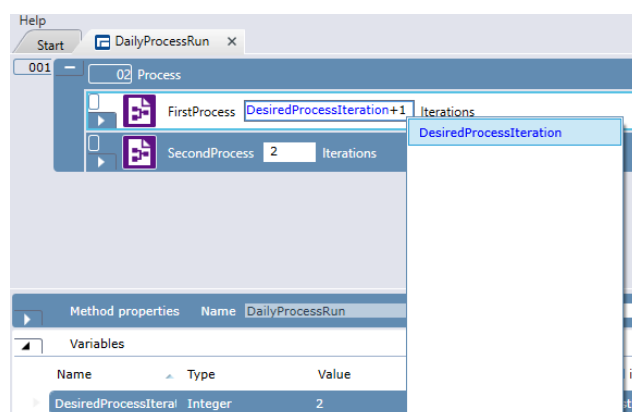 Help
Start DailyProcessRun ×
001 02 Process
FirstProcess DesiredProcessIteration+1 Iterations
DesiredProcessIteration
SecondProcess 2 Iterations
Method properties Name DailyProcessRun
Variables
Name Type Value
DesiredProcessIterat Integer 2